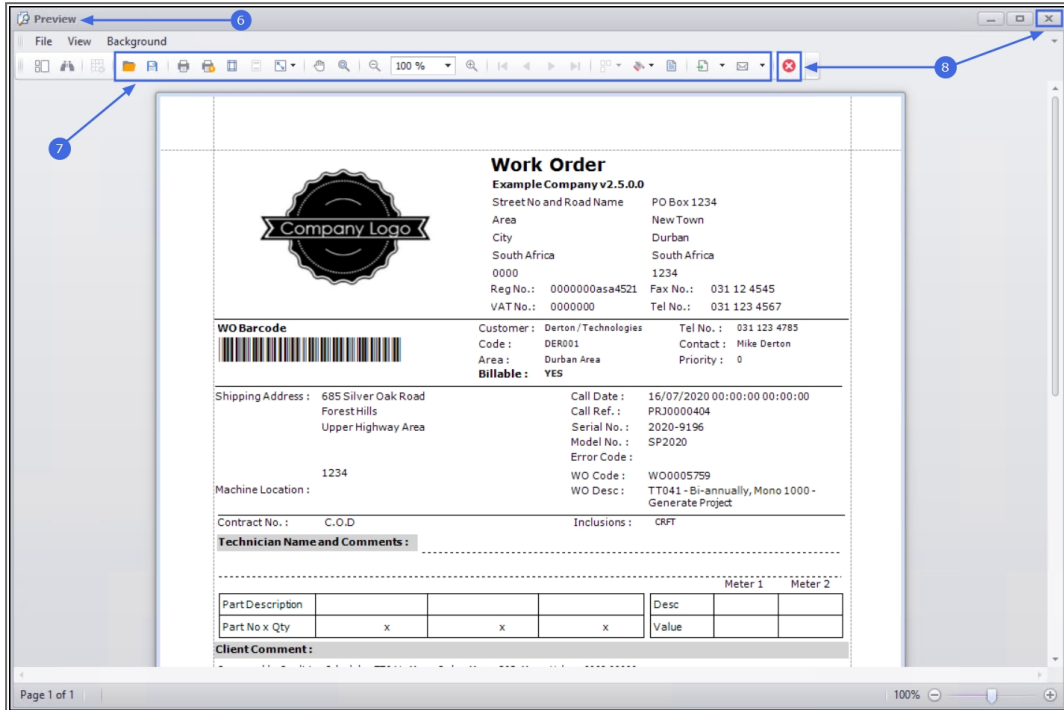 Preview
6
File View Background
100 %
8
7
Work Order
Example Company v2.5.0.0
Street No and Road Name PO Box 1234
Area New Town
City Durban
South Africa South Africa
0000 1234
Reg No.: 0000000asa4521 Fax No.: 031 12 4545
VAT No.: 0000000 Tel No.: 031 123 4567
Company Logo
WO Barcode Customer : Derton / Technologies Tel No. : 031 123 4785
Code : DER001 Contact : Mike Derton
Area : Durban Area Priority : 0
Billable : YES
Shipping Address : 685 Silver Oak Road Call Date : 16/07/2020 00:00:00 00:00:00
Forest Hills Call Ref. : PRJ0000404
Upper Highway Area Serial No. : 2020-9196
Model No. : SP2020
Error Code :
1234 WO Code : WO0005759
Machine Location : WO Desc : TT041 - Bi-annually, Mono 1000 -
Generate Project
Contract No. : C.O.D Inclusions : CRFT
Technician Name and Comments :
Meter 1 Meter 2
Part Description Desc
Part No x Qty x x x Value
Client Comment :
Page 1 of 1 100%